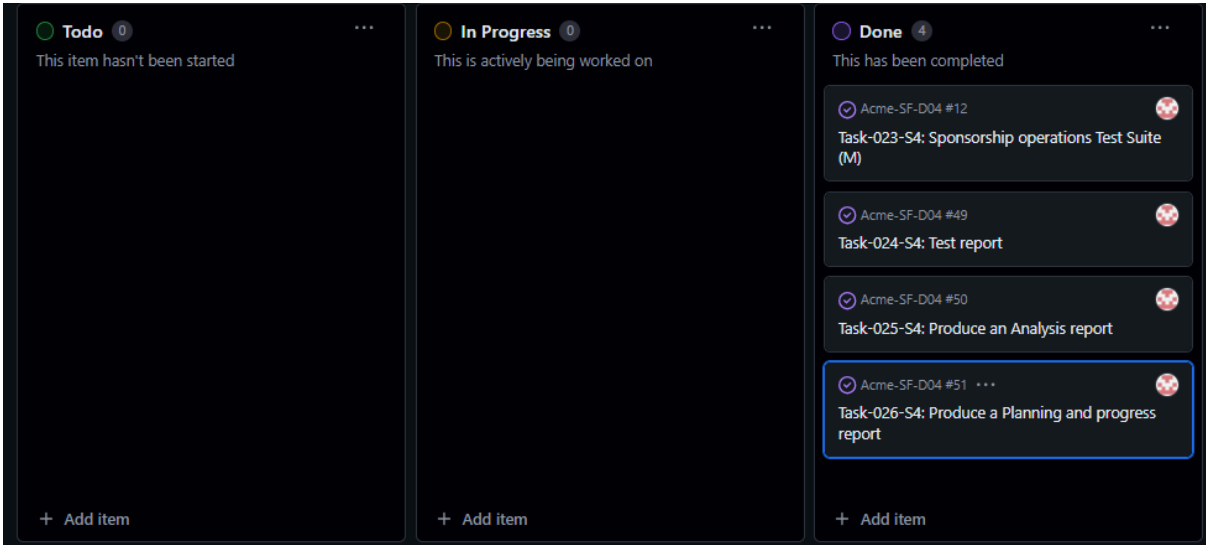 Todo 0
This item hasn't been started
+ Add item
In Progress 0
This is actively being worked on
+ Add item
Done 4
This has been completed
Acme-SF-D04 #12
Task-023-S4: Sponsorship operations Test Suite
(M)
Acme-SF-D04 #49
Task-024-S4: Test report
Acme-SF-D04 #50
Task-025-S4: Produce an Analysis report
Acme-SF-D04 #51 ···
Task-026-S4: Produce a Planning and progress
report
+ Add item